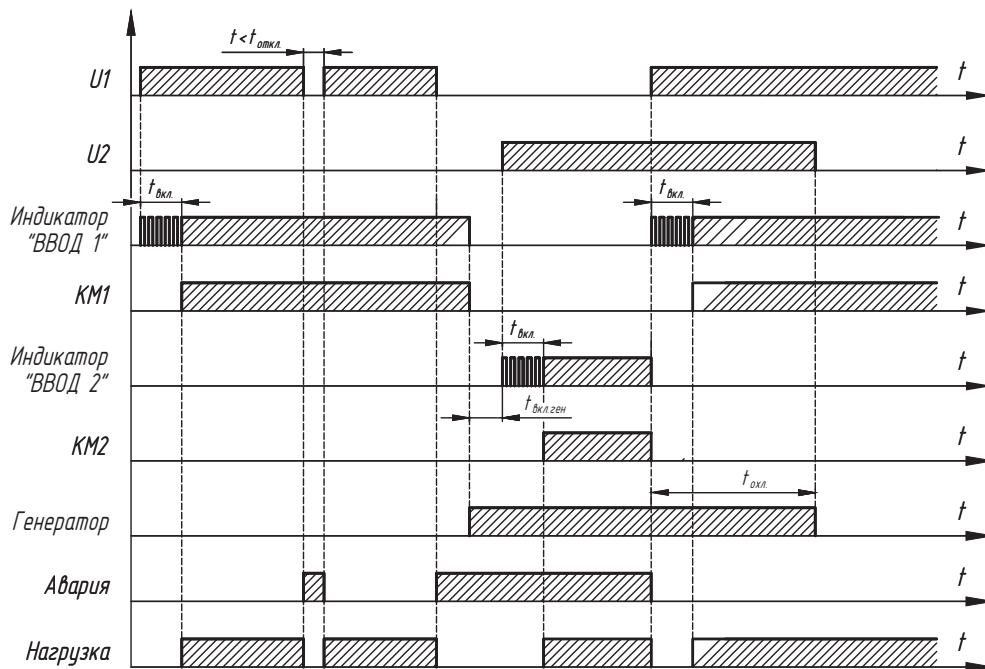 t<tоткл.
U1
t
U2
t
tвкл.
tвкл.
Индикатор
"ВВОД 1"
t
КМ1
t
tвкл.
Индикатор
"ВВОД 2"
t
tвкл.ген
КМ2
t
tохл.
Генератор
t
Авария
t
Нагрузка
t